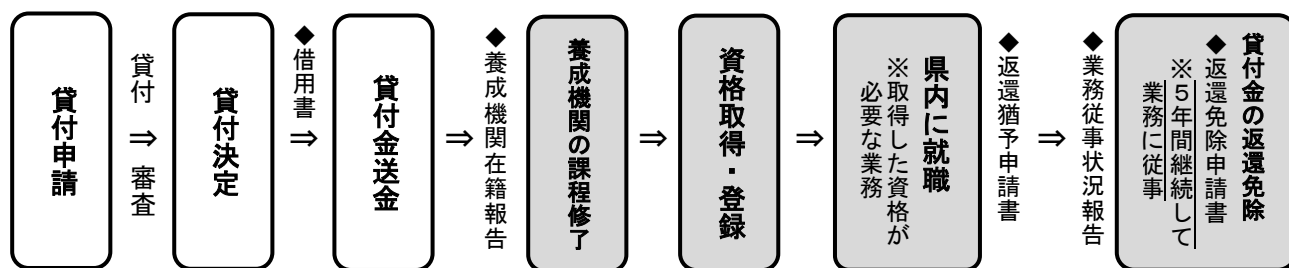 貸付申請
貸付
⇒
審査
貸付決定
◆借用書
⇒
貸付金送金
◆養成機関在籍報告
⇒
養成機関の課程修了
⇒
資格取得・登録
⇒
県内に就職
※取得した資格が
必要な業務
◆返還猶予申請書
⇒
◆業務従事状況報告
貸付金の返還免除
◆返還免除申請書
※５年間継続して
業務に従事